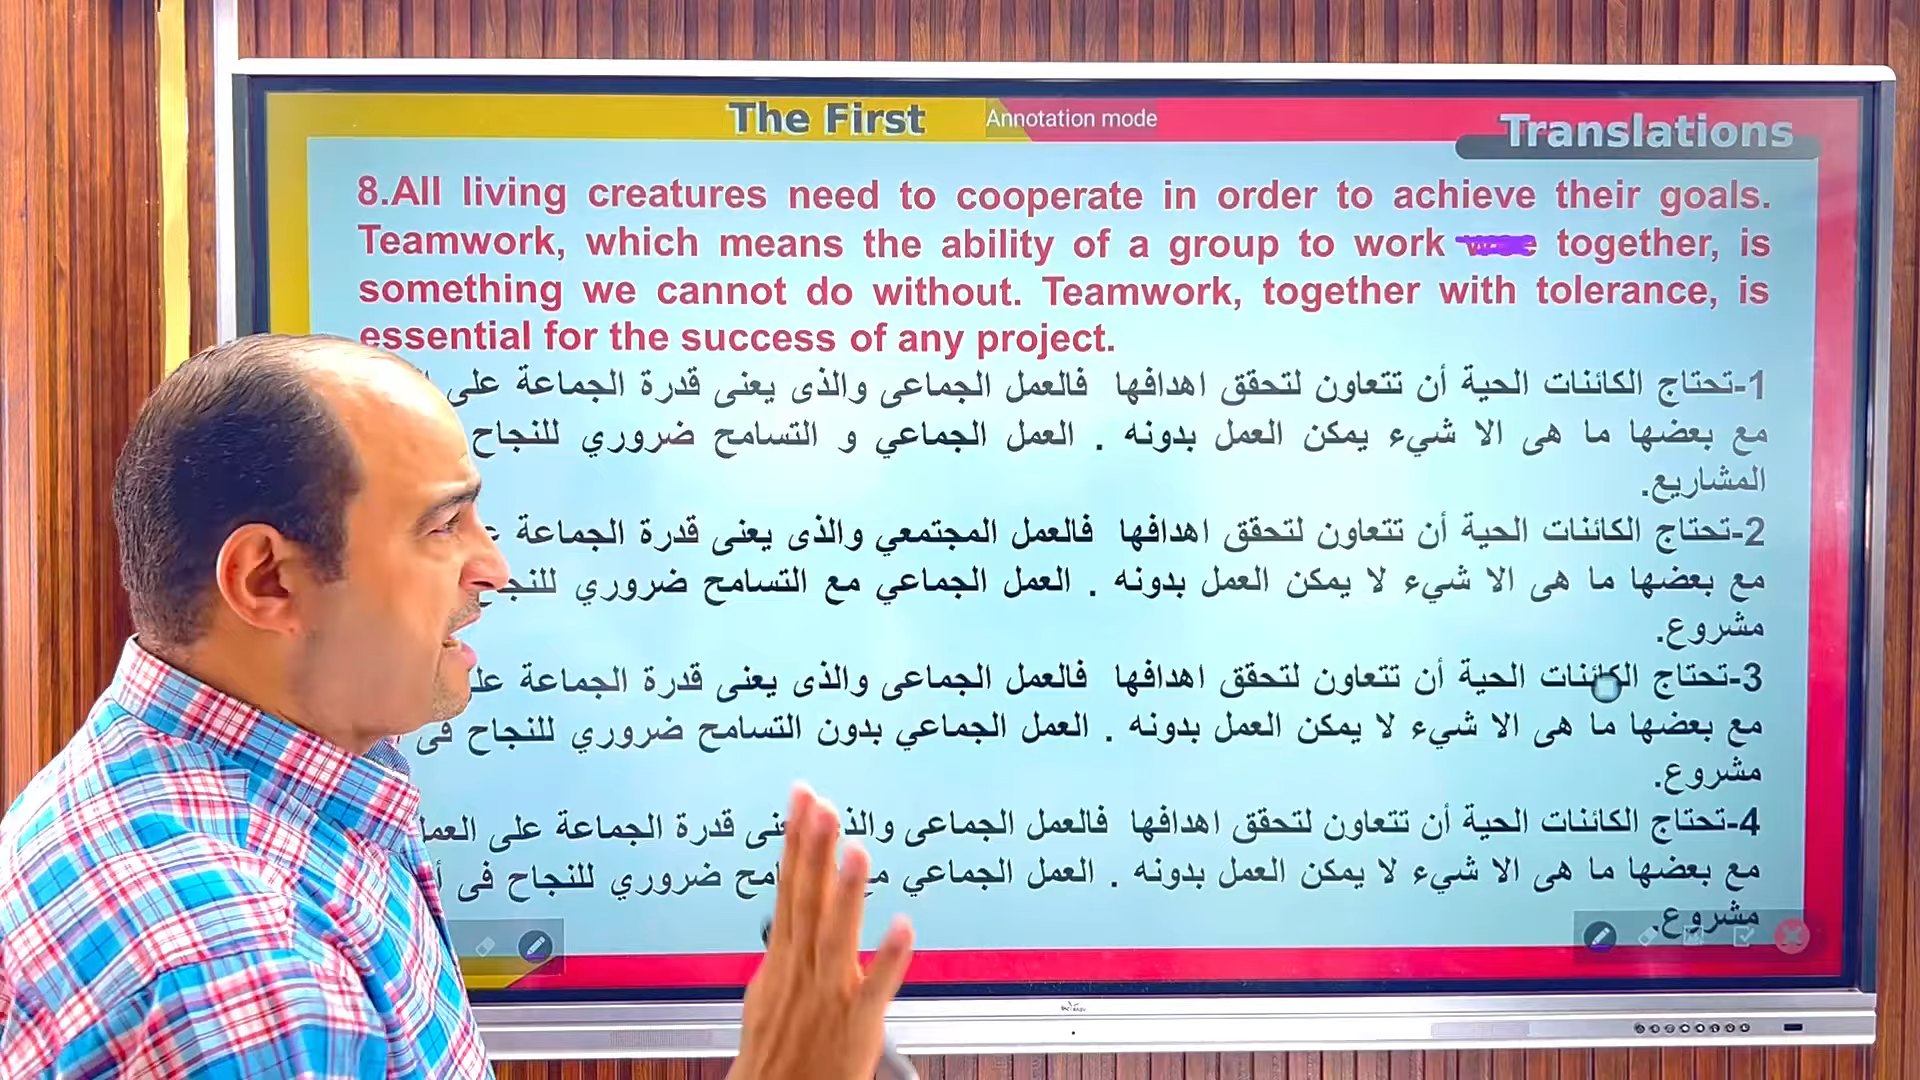 The First
Annotation mode
Translations
8.All living creatures need to cooperate in order to achieve their goals.
Teamwork, which means the ability of a group to work together, is
something we cannot do without. Teamwork, together with tolerance, is
essential for the success of any project.
1-تحتاج الكائنات الحية أن تتعاون لتحقق اهدافها فالعمل الجماعى والذى يعنى قدرة الجماعة على
مع بعضها ما هى الا شيء يمكن العمل بدونه . العمل الجماعي و التسامح ضروري للنجاح
المشاريع.
2-تحتاج الكائنات الحية أن تتعاون لتحقق اهدافها فالعمل المجتمعي والذى يعنى قدرة الجماعة
مع بعضها ما هى الا شيء لا يمكن العمل بدونه . العمل الجماعي مع التسامح ضروري
مشروع.
3-تحتاج الكائنات الحية أن تتعاون لتحقق اهدافها فالعمل الجماعى والذى يعنى قدرة الجماعة
مع بعضها ما هى الا شيء لا يمكن العمل بدونه . العمل الجماعي بدون التسامح ضروري للنجاح فى
مشروع.
4-تحتاج الكائنات الحية أن تتعاون لتحقق اهدافها فالعمل الجماعى قدرة الجماعة على
مع بعضها ما هى الا شيء لا يمكن العمل بدونه . العمل الجماعي ضروري للنجاح فى
مشروع.